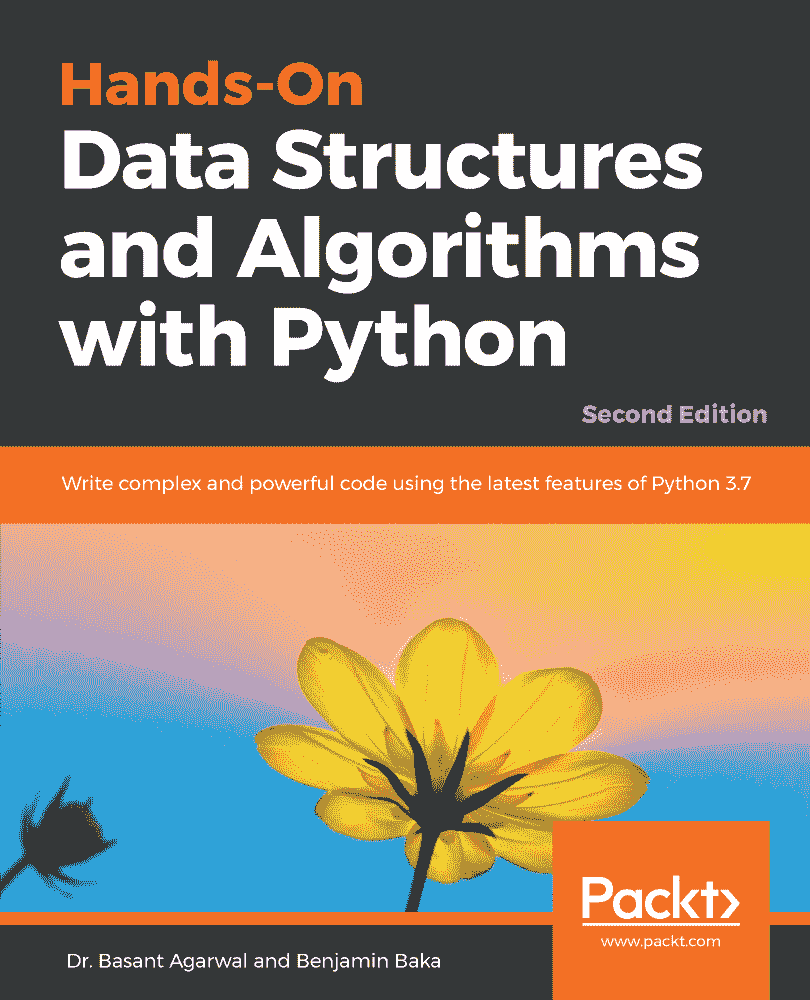 Hands-On
Data Structures
and Algorithms
with Python
Second Edition
Write complex and powerful code using the latest features of Python 3.7
Packt>
www.packt.com
Dr. Basant Agarwal and Benjamin Baka